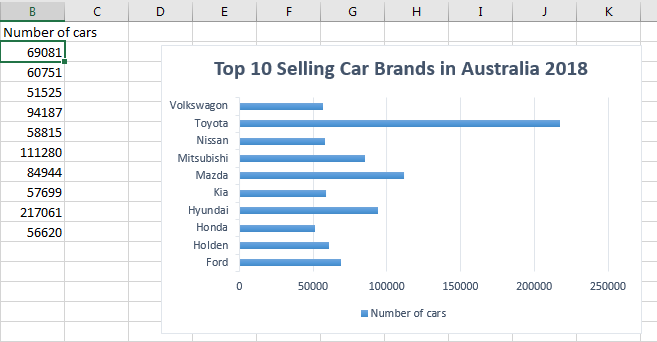 B C D E F G H I J K
Number of cars
69081
60751
51525
94187
58815
111280
84944
57699
217061
56620
Top 10 Selling Car Brands in Australia 2018
Volkswagon
Toyota
Nissan
Mitsubishi
Mazda
Kia
Hyundai
Honda
Holden
Ford
0 50000 100000 150000 200000 250000
Number of cars